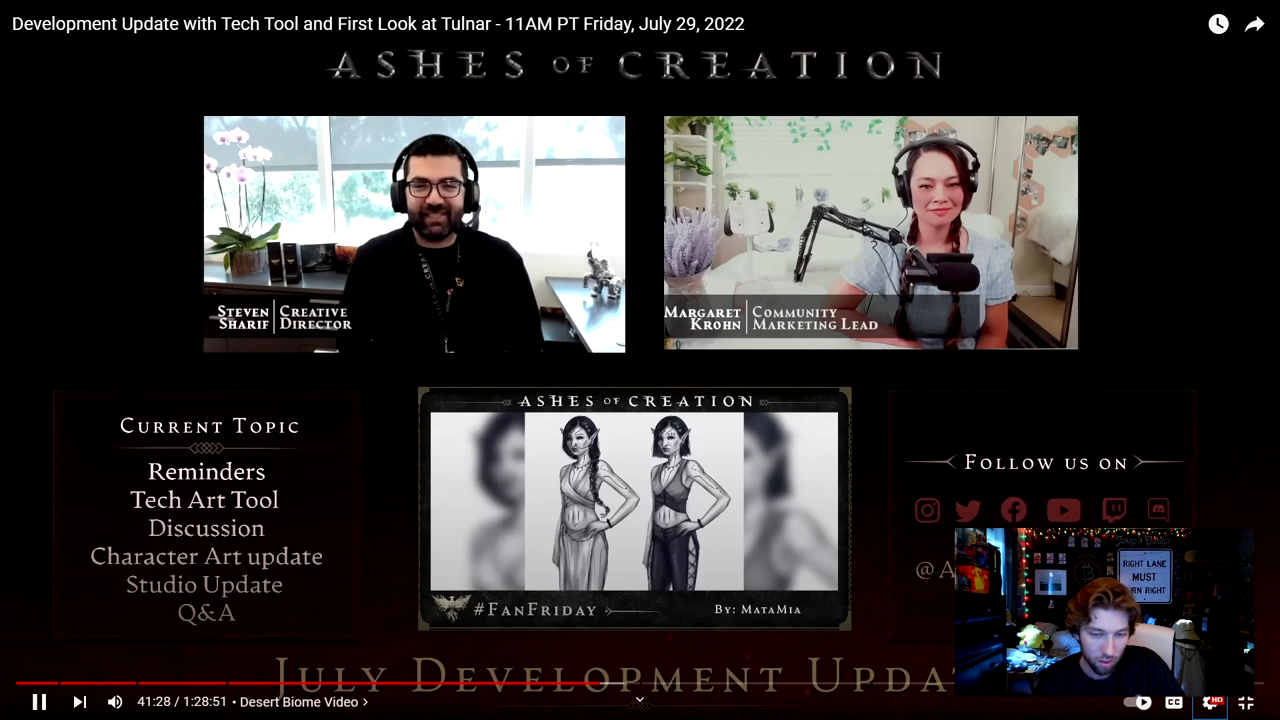 Development Update with Tech Tool and First Look at Tulnar - 11AM PT Friday, July 29, 2022
ASHES OF CREATION
STEVEN SHARIF
CREATIVE DIRECTOR
MARGARET KROHN
COMMUNITY MARKETING LEAD
CURRENT TOPIC
Reminders
Tech Art Tool
Discussion
Character Art update
Studio Update
Q&A
ASHES OF CREATION
#FANFRIDAY
BY: MATAMIA
FOLLOW US ON
@A
RIGHT LANE
MUST
RN RIGHT
JULY DEVELOPMENT UPDA
41:28 / 1:28:51 • Desert Biome Video
CC
HD